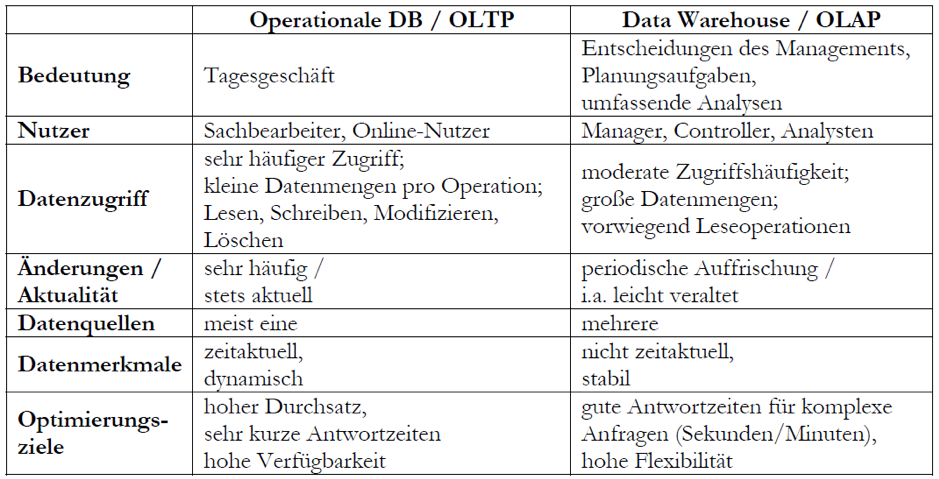 Operationale DB / OLTP
Data Warehouse / OLAP
Bedeutung
Tagesgeschäft
Entscheidungen des Managements,
Planungsaufgaben,
umfassende Analysen
Nutzer
Sachbearbeiter, Online-Nutzer
Manager, Controller, Analysten
Datenzugriff
sehr häufiger Zugriff;
kleine Datenmengen pro Operation;
Lesen, Schreiben, Modifizieren,
Löschen
moderate Zugriffshäufigkeit;
große Datenmengen;
vorwiegend Leseoperationen
Änderungen /
Aktualität
sehr häufig /
stets aktuell
periodische Auffrischung /
i.a. leicht veraltet
Datenquellen
meist eine
mehrere
Datenmerkmale
zeitaktuell,
dynamisch
nicht zeitaktuell,
stabil
Optimierungs-
ziele
hoher Durchsatz,
sehr kurze Antwortzeiten
hohe Verfügbarkeit
gute Antwortzeiten für komplexe
Anfragen (Sekunden/Minuten),
hohe Flexibilität